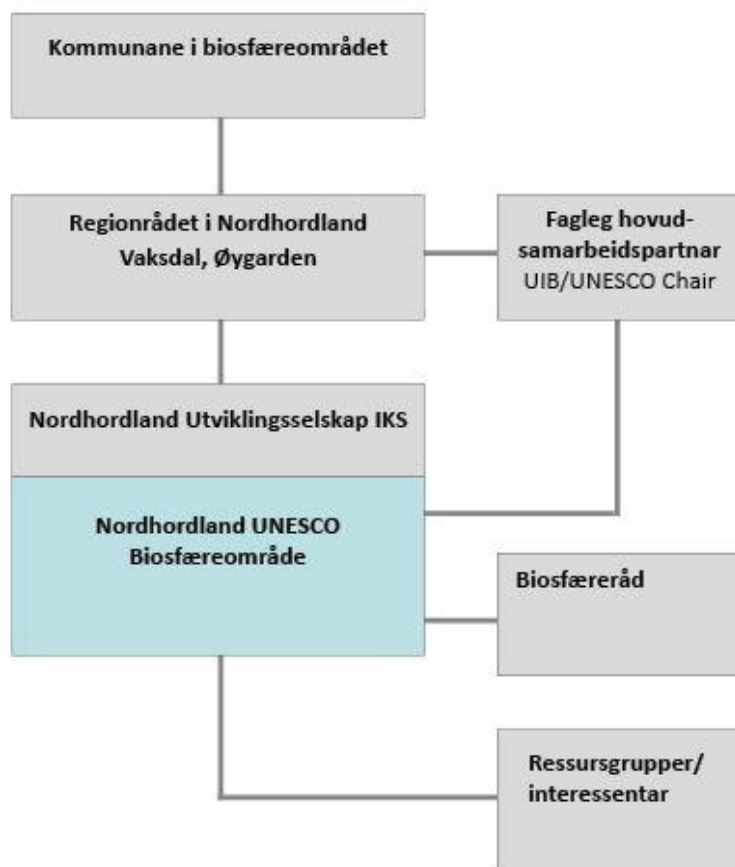 Kommunane i biosfæreområdet
Regionrådet i Nordhordland
Vaksdal, Øygarden
Fagleg hovud-
samarbeidspartnar
UIB/UNESCO Chair
Nordhordland Utviklingsselskap IKS
Nordhordland UNESCO
Biosfæreområde
Biosfæreråd
Ressursgrupper/
interessentar